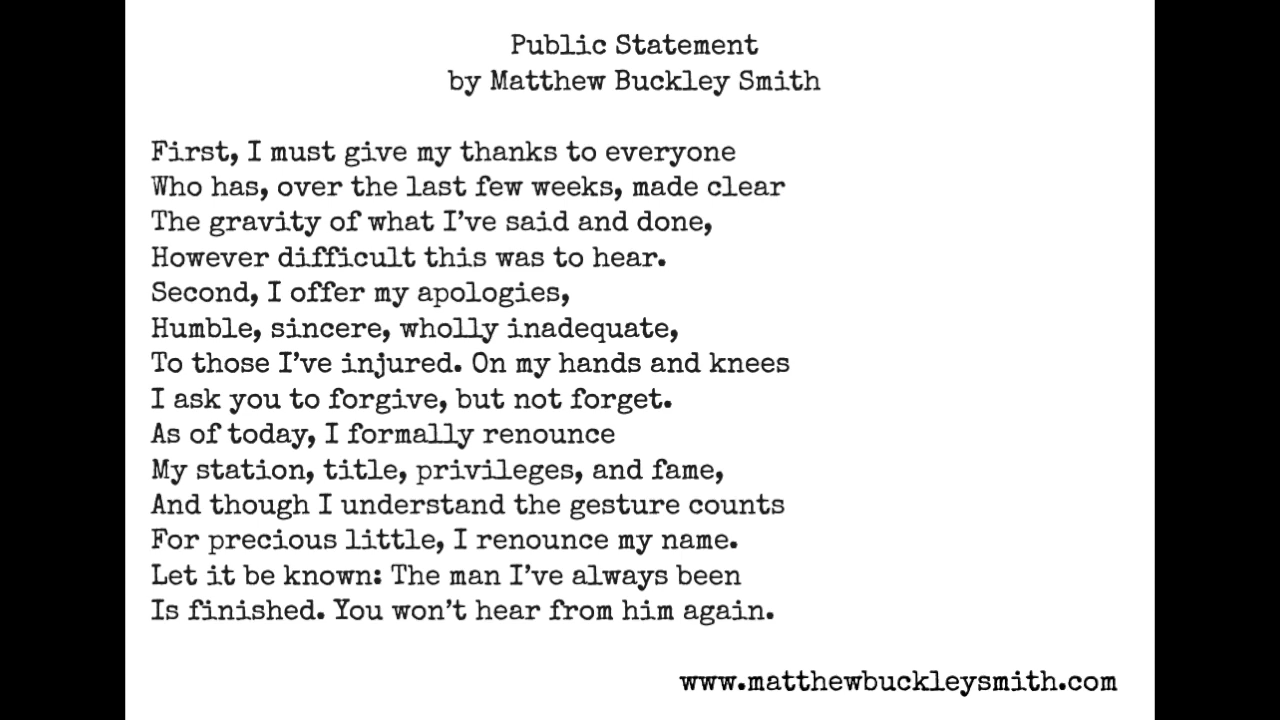 Public Statement
by Matthew Buckley Smith
First, I must give my thanks to everyone
Who has, over the last few weeks, made clear
The gravity of what I’ve said and done,
However difficult this was to hear.
Second, I offer my apologies,
Humble, sincere, wholly inadequate,
To those I’ve injured. On my hands and knees
I ask you to forgive, but not forget.
As of today, I formally renounce
My station, title, privileges, and fame,
And though I understand the gesture counts
For precious little, I renounce my name.
Let it be known: The man I’ve always been
Is finished. You won’t hear from him again.
www.matthewbuckleysmith.com